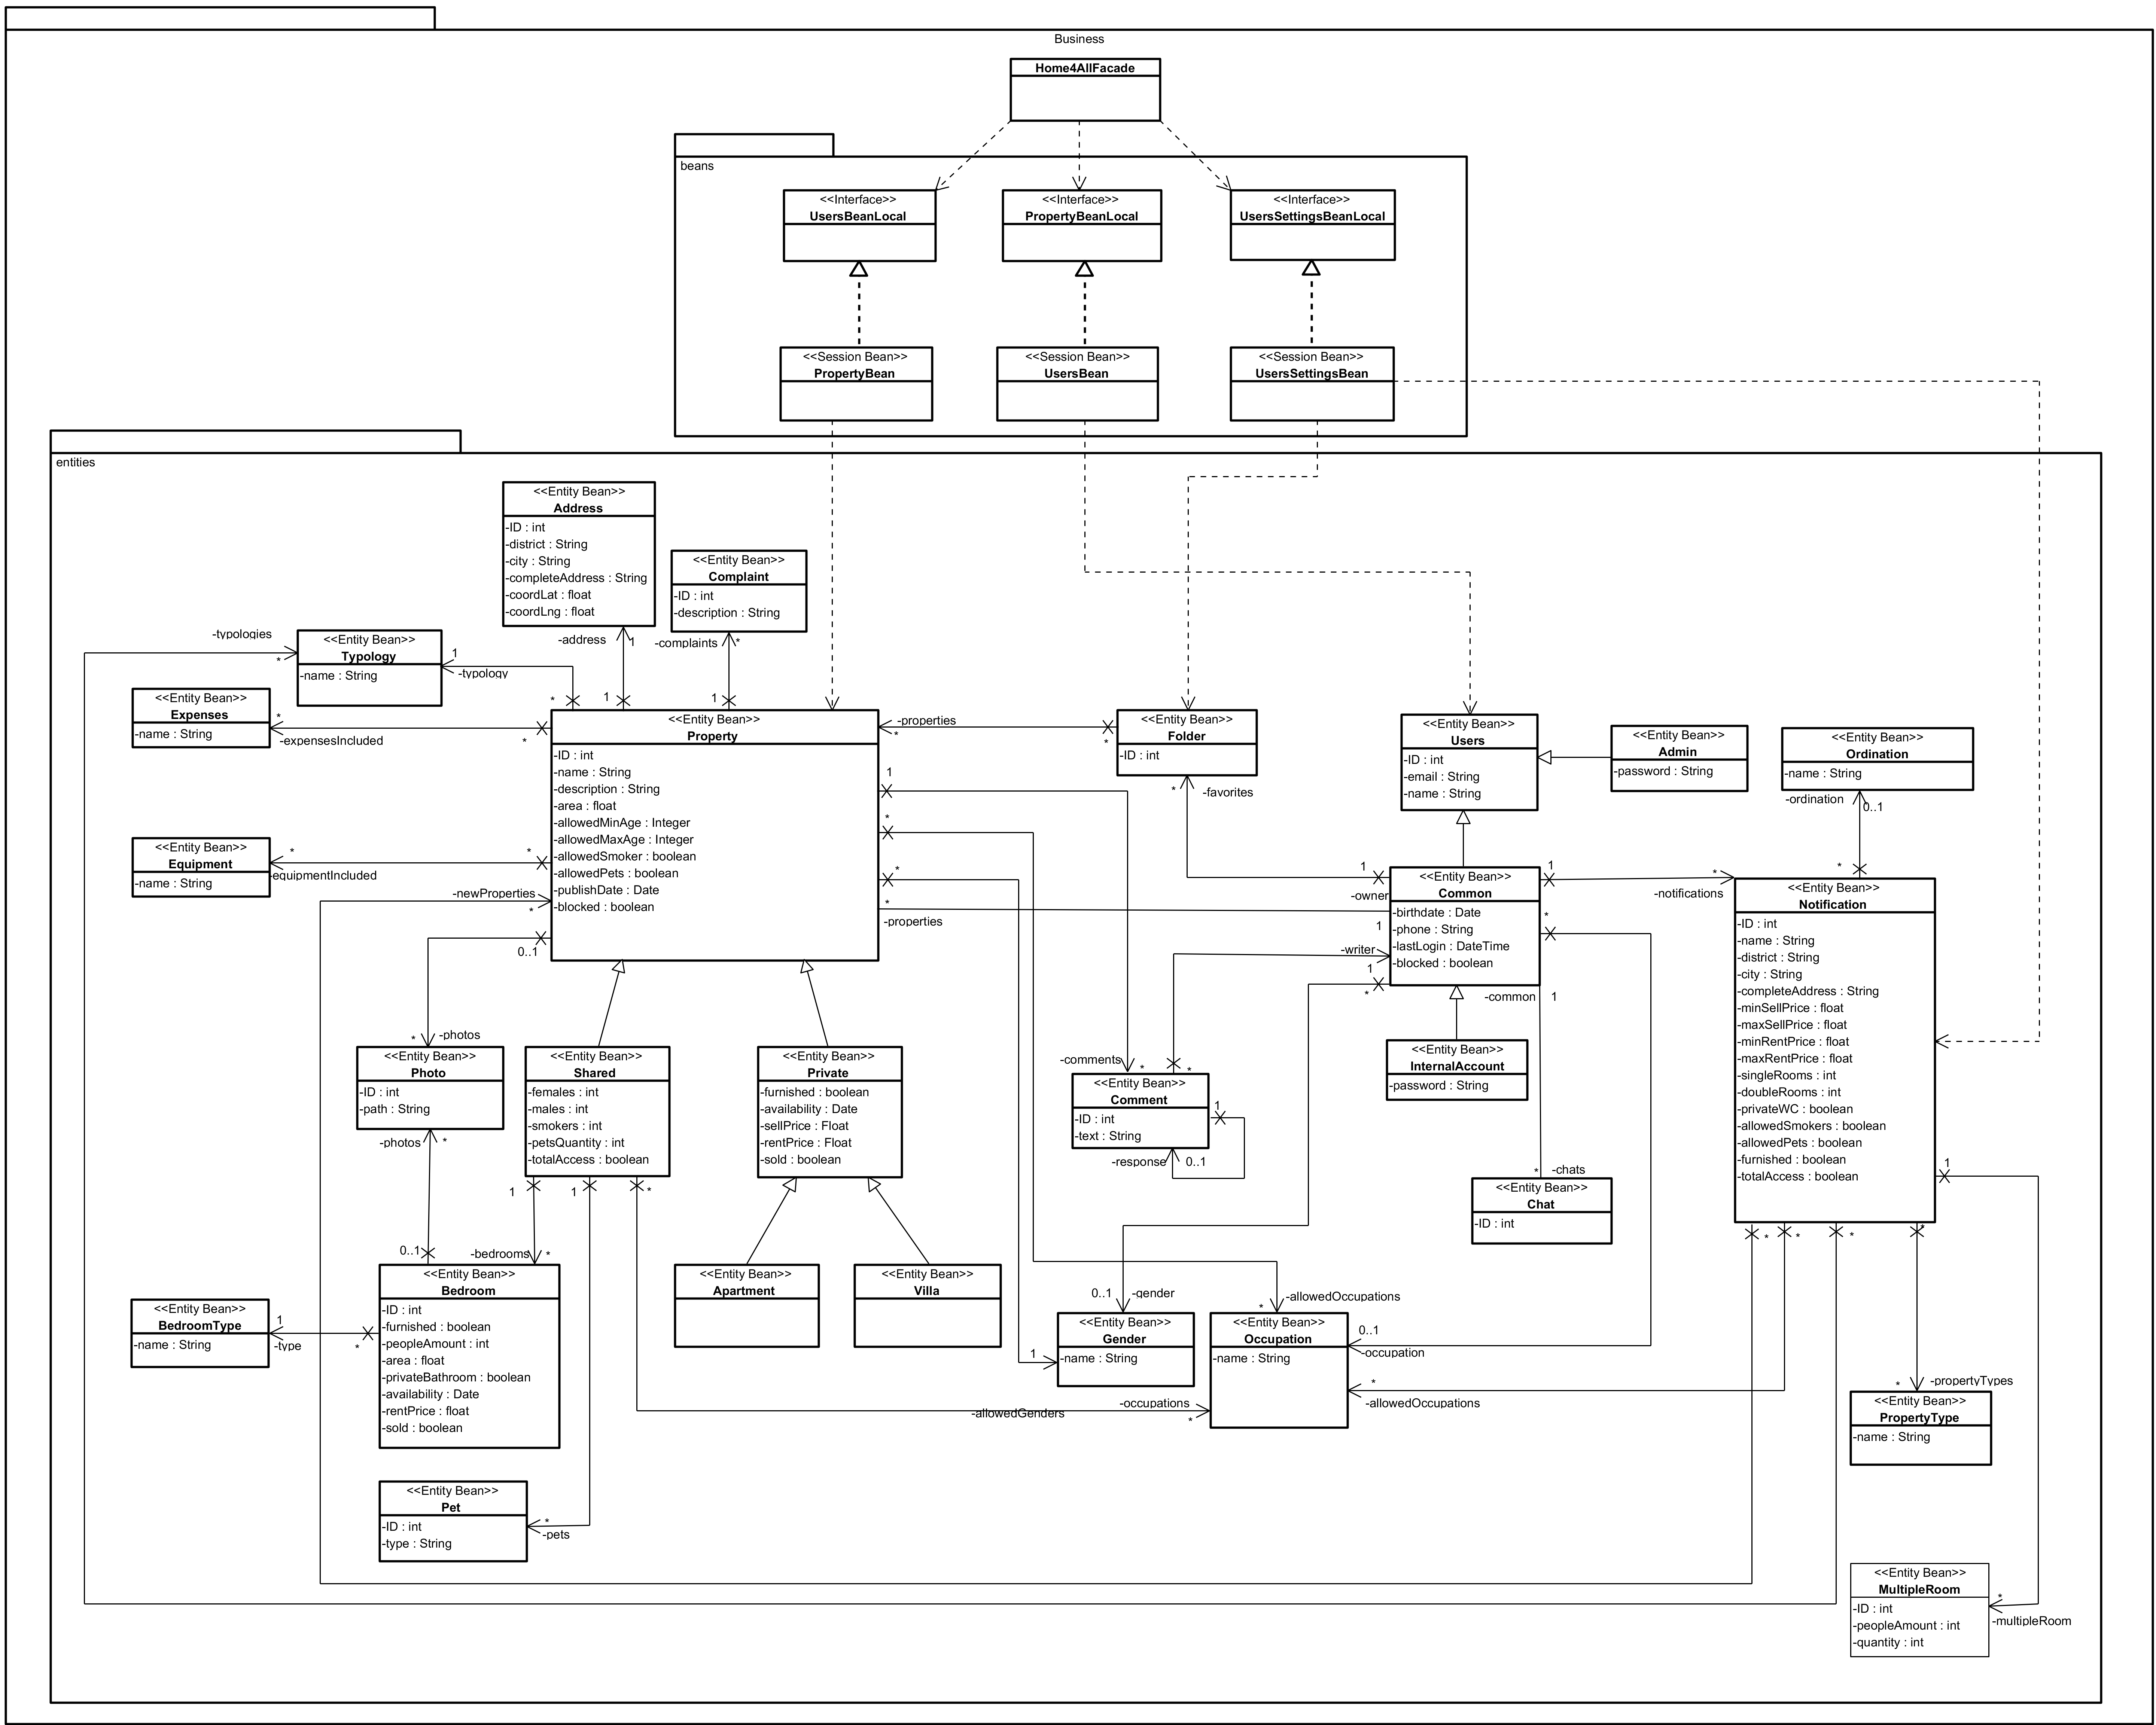 Business
Home4AllFacade
beans
<<Interface>>
UsersBeanLocal
<<Interface>>
PropertyBeanLocal
<<Interface>>
UsersSettingsBeanLocal
<<Session Bean>>
PropertyBean
<<Session Bean>>
UsersBean
<<Session Bean>>
UsersSettingsBean
entities
<<Entity Bean>>
Address
-ID : int
-district : String
-city : String
-completeAddress : String
-coordLat : float
-coordLng : float
<<Entity Bean>>
Complaint
-ID : int
-description : String
-address
1
1
-complaints
*
1
-typologies
*
<<Entity Bean>>
Typology
-name : String
1
-typology
*
<<Entity Bean>>
Expenses
-name : String
*
-expensesIncluded
*
<<Entity Bean>>
Property
-ID : int
-name : String
-description : String
-area : float
-allowedMinAge : Integer
-allowedMaxAge : Integer
-allowedSmoker : boolean
-allowedPets : boolean
-publishDate : Date
-blocked : boolean
-properties
*
*
<<Entity Bean>>
Folder
-ID : int
*
-favorites
1
<<Entity Bean>>
Users
-ID : int
-email : String
-name : String
<<Entity Bean>>
Admin
-password : String
<<Entity Bean>>
Ordination
-name : String
-ordination
0..1
*
<<Entity Bean>>
Equipment
-name : String
*
-equipmentIncluded
*
-newProperties
*
0..1
1
*
*
*
-properties
-owner
1
<<Entity Bean>>
Common
-birthdate : Date
-phone : String
-lastLogin : DateTime
-blocked : boolean
1
*
-notifications
*
-writer
1
*
-common
1
<<Entity Bean>>
Notification
-ID : int
-name : String
-district : String
-city : String
-completeAddress : String
-minSellPrice : float
-maxSellPrice : float
-minRentPrice : float
-maxRentPrice : float
-singleRooms : int
-doubleRooms : int
-privateWC : boolean
-allowedSmokers : boolean
-allowedPets : boolean
-furnished : boolean
-totalAccess : boolean
*
-photos
<<Entity Bean>>
Photo
-ID : int
-path : String
-photos
*
<<Entity Bean>>
Shared
-females : int
-males : int
-smokers : int
-petsQuantity : int
-totalAccess : boolean
<<Entity Bean>>
Private
-furnished : boolean
-availability : Date
-sellPrice : Float
-rentPrice : Float
-sold : boolean
-comments
*
*
<<Entity Bean>>
Comment
-ID : int
-text : String
1
-response
0..1
<<Entity Bean>>
InternalAccount
-password : String
*
-chats
<<Entity Bean>>
Chat
-ID : int
1
1
*
1
*
*
*
*
0..1
-bedrooms
*
<<Entity Bean>>
Bedroom
-ID : int
-furnished : boolean
-peopleAmount : int
-area : float
-privateBathroom : boolean
-availability : Date
-rentPrice : float
-sold : boolean
<<Entity Bean>>
BedroomType
-name : String
1
-type
*
<<Entity Bean>>
Apartment
<<Entity Bean>>
Villa
0..1
-gender
<<Entity Bean>>
Gender
-name : String
1
-allowedGenders
*
-allowedOccupations
<<Entity Bean>>
Occupation
-name : String
0..1
-occupation
*
-allowedOccupations
-occupations
*
*
-propertyTypes
<<Entity Bean>>
PropertyType
-name : String
<<Entity Bean>>
Pet
-ID : int
-type : String
*
-pets
<<Entity Bean>>
MultipleRoom
-ID : int
-peopleAmount : int
-quantity : int
*
-multipleRoom